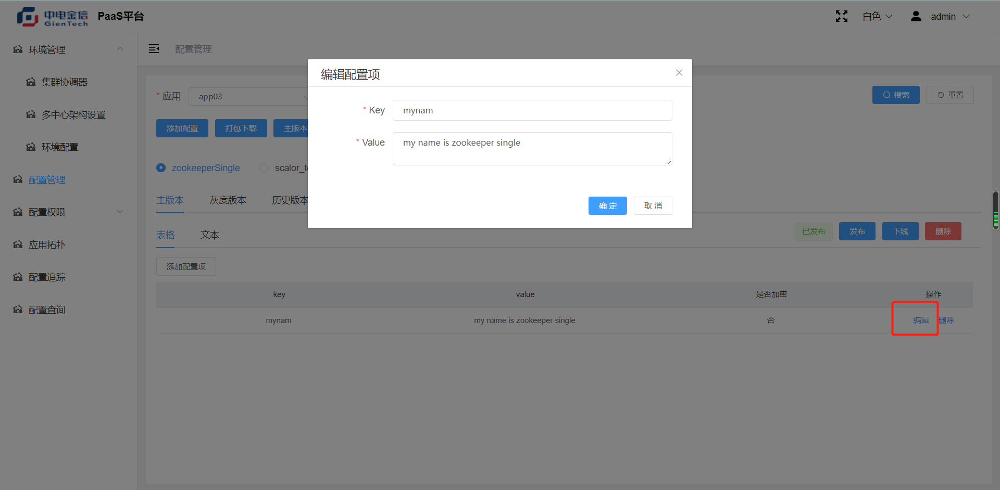 中电金信 GienTech PaaS平台 白色 admin
环境管理
集群协调器
多中心架构设置
环境配置
配置管理
配置权限
应用拓扑
配置追踪
配置查询
配置管理
* 应用 app03
搜索 重置
添加配置 打包下载 主版本
zookeeperSingle scalor_t
主版本 灰度版本 历史版本
表格 文本
已发布 发布 下线 删除
添加配置项
key value 是否加密 操作
mynam my name is zookeeper single 否 编辑 删除
编辑配置项
* Key mynam
* Value my name is zookeeper single
确 定 取 消